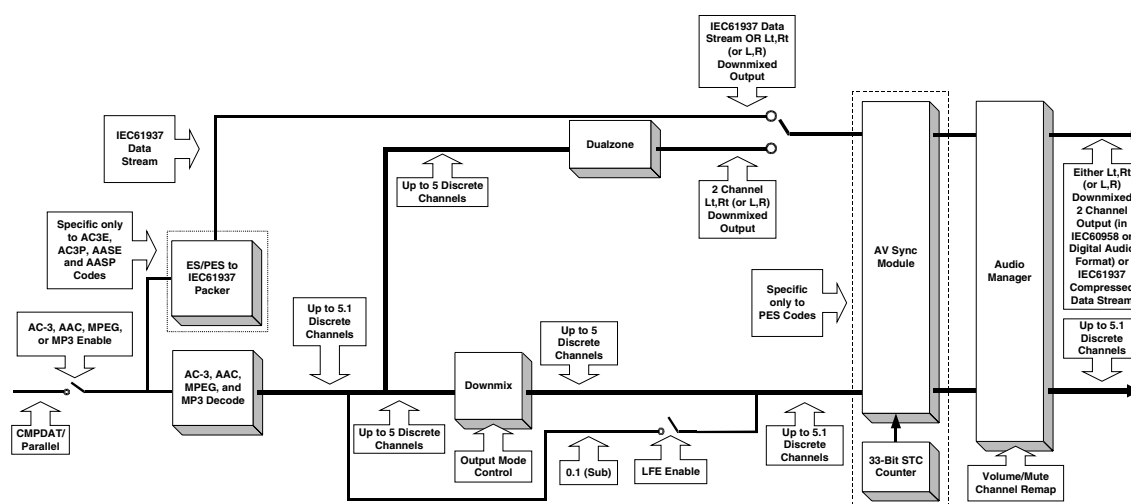 IEC61937 Data
Stream OR Lt,Rt
(or L,R)
Downmixed
Output
IEC61937
Data
Stream
Dualzone
Up to 5 Discrete
Channels
2 Channel
Lt,Rt (or L,R)
Downmixed
Output
Either Lt,Rt
(or L,R)
Downmixed
2 Channel
Output (in
IEC60958 or
Digital Audio
Format) or
IEC61937
Compressed
Data Stream
Specific only
to AC3E,
AC3P, AASE
and AASP
Codes
ES/PES to
IEC61937
Packer
AV Sync
Module
Audio
Manager
Specific
only to
PES Codes
AC-3, AAC, MPEG,
or MP3 Enable
Up to 5.1
Discrete
Channels
Up to 5
Discrete
Channels
Up to 5.1
Discrete
Channels
AC-3, AAC,
MPEG, and
MP3 Decode
Downmix
CMPDAT/
Parallel
Up to 5 Discrete
Channels
Output Mode
Control
0.1 (Sub)
LFE Enable
Up to 5.1
Discrete
Channels
33-Bit STC
Counter
Volume/Mute
Channel Remap